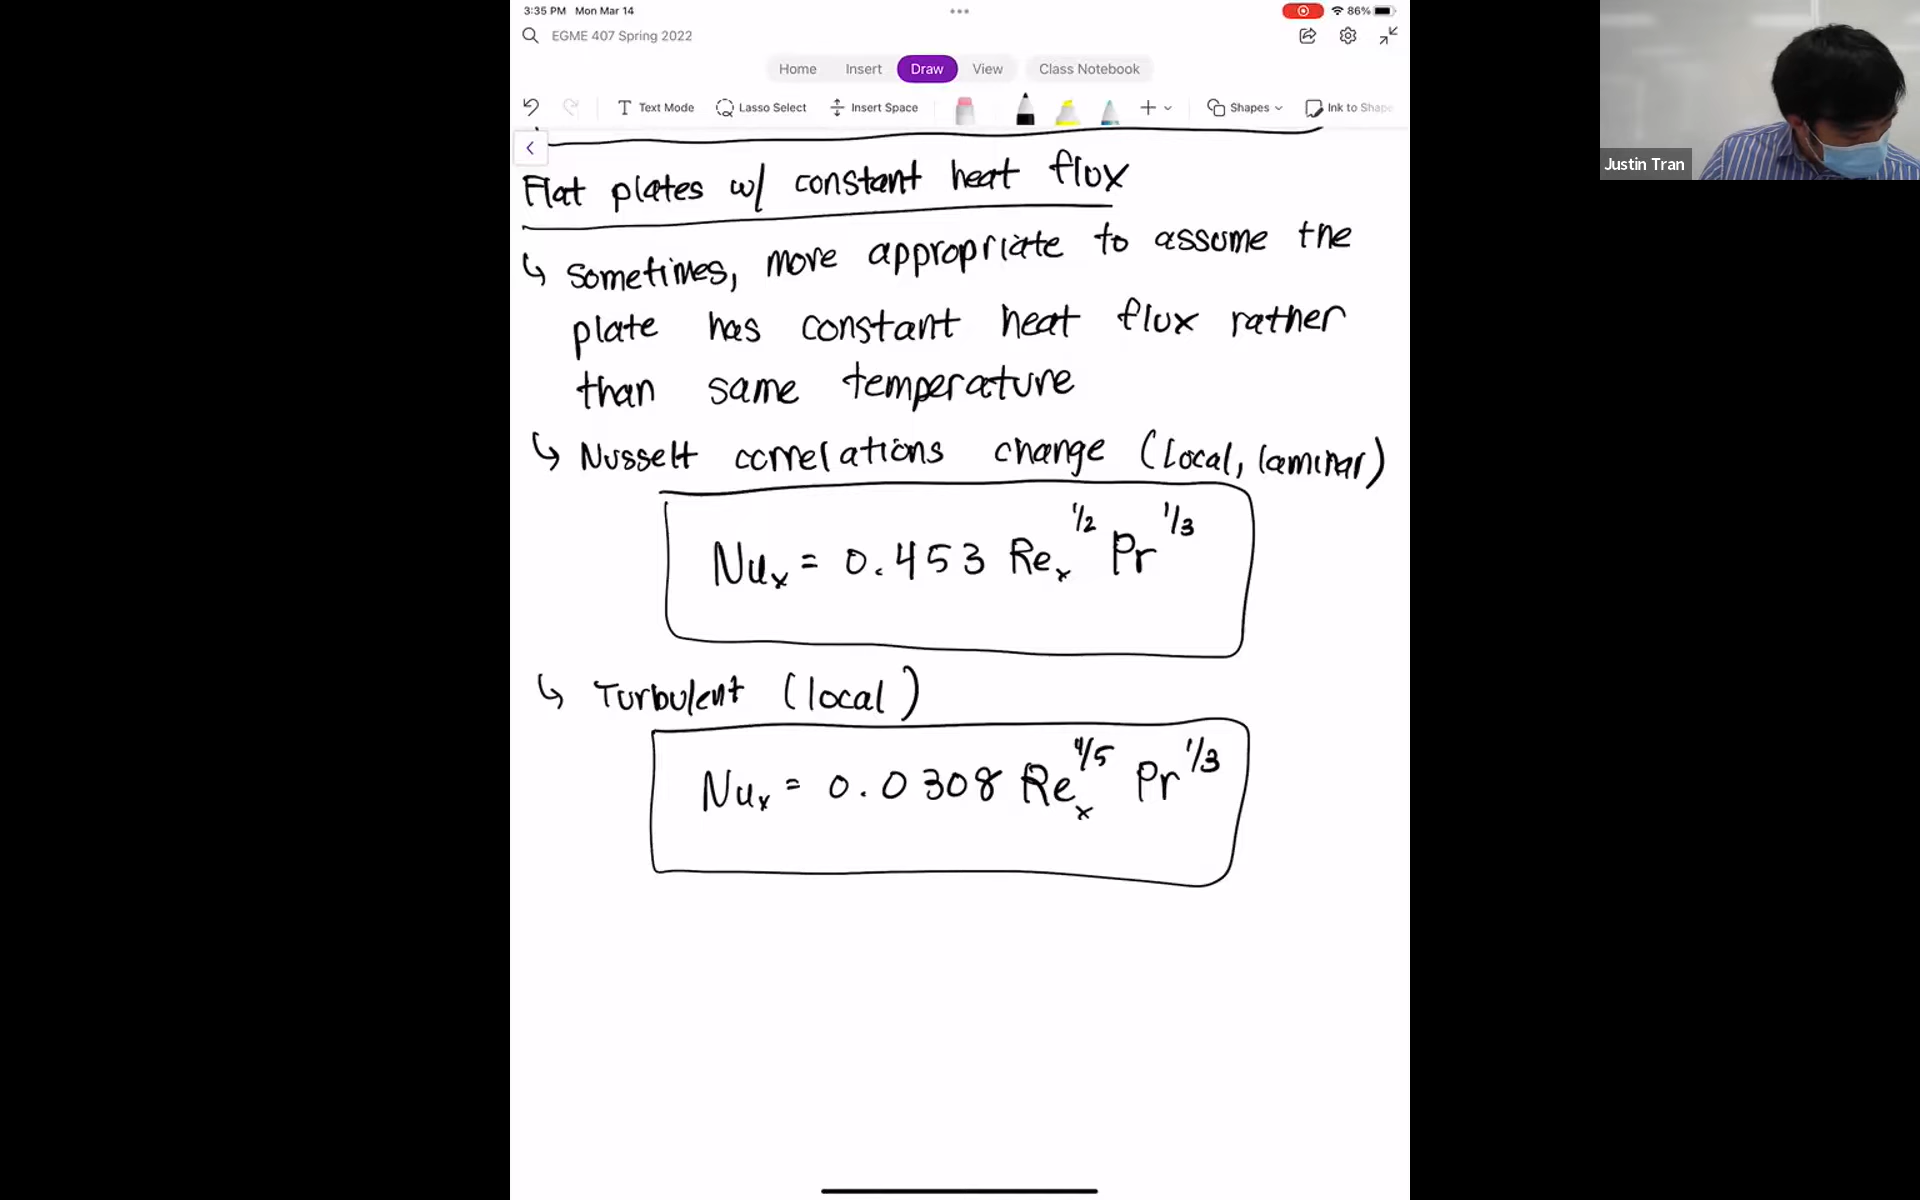 3:35 PM Mon Mar 14
86%
EGME 407 Spring 2022
Home Insert Draw View Class Notebook
Text Mode Lasso Select Insert Space Shapes Ink to Shape
Flat plates w/ constant heat flux
↳ Sometimes, more appropriate to assume the
plate has constant heat flux rather
than same temperature
↳ Nusselt correlations change (local, laminar)
Nuₓ = 0.453 Reₓ^1/2 Pr^1/3
↳ Turbulent (local)
Nuₓ = 0.0308 Reₓ^4/5 Pr^1/3
Justin Tran